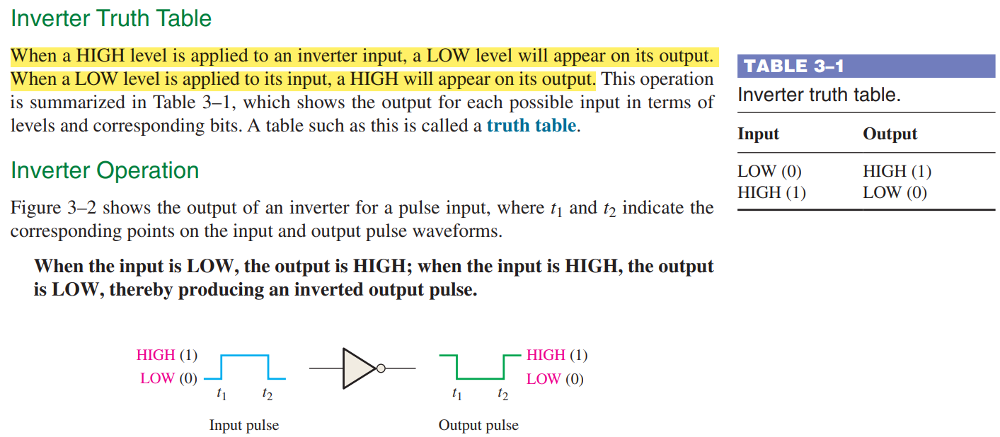 Inverter Truth Table
When a HIGH level is applied to an inverter input, a LOW level will appear on its output.
When a LOW level is applied to its input, a HIGH will appear on its output. This operation
is summarized in Table 3–1, which shows the output for each possible input in terms of
levels and corresponding bits. A table such as this is called a truth table.
TABLE 3–1
Inverter truth table.
Input Output
LOW (0) HIGH (1)
HIGH (1) LOW (0)
Inverter Operation
Figure 3–2 shows the output of an inverter for a pulse input, where t1 and t2 indicate the
corresponding points on the input and output pulse waveforms.
When the input is LOW, the output is HIGH; when the input is HIGH, the output
is LOW, thereby producing an inverted output pulse.
HIGH (1)
LOW (0)
t1 t2
Input pulse
HIGH (1)
LOW (0)
t1 t2
Output pulse